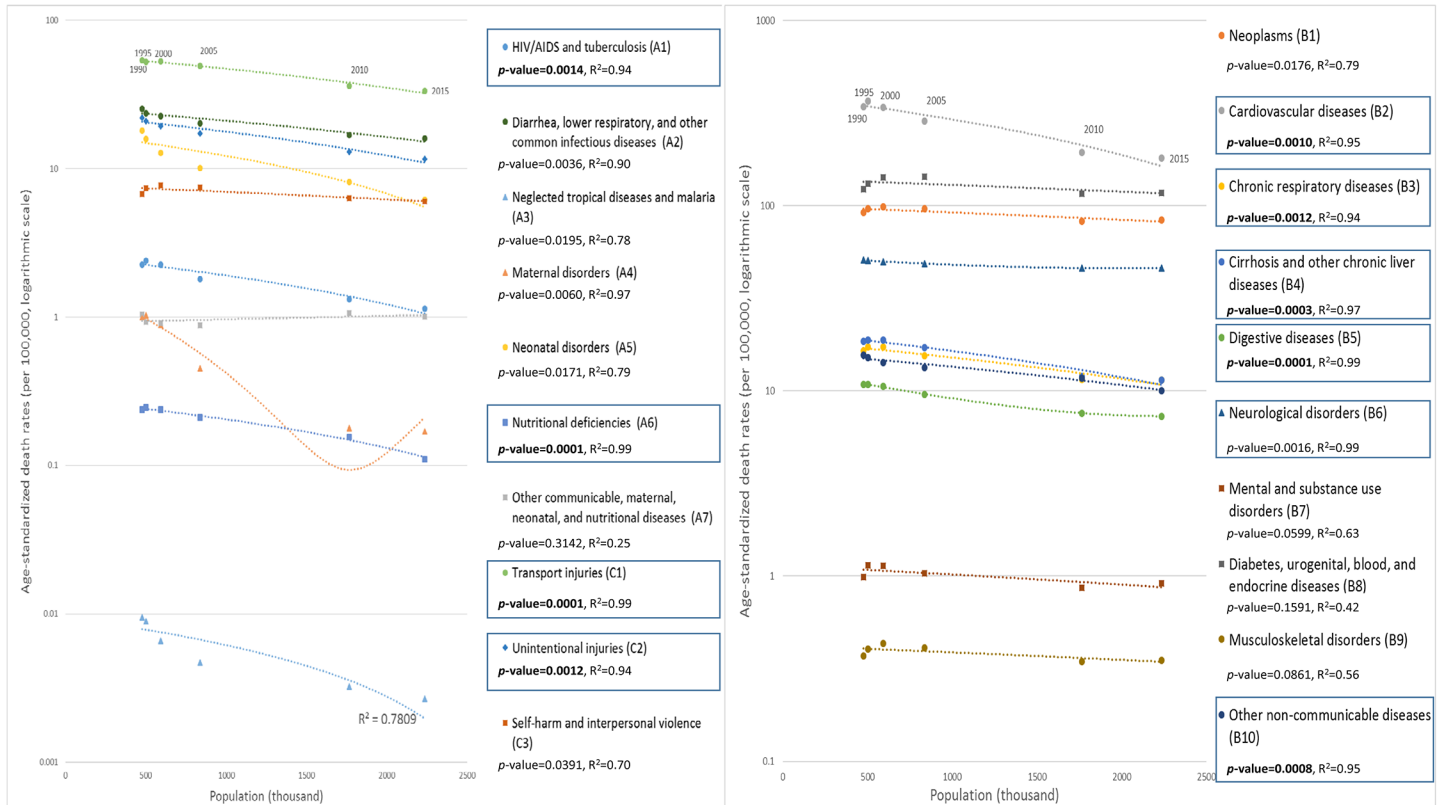 Age-standardized death rates (per 100,000, logarithmic scale)
100
10
1
0.1
0.01
0.001
0
500
1000
1500
2000
2500
Population (thousand)
1990
1995
2000
2005
2010
2015
R² = 0.7809
HIV/AIDS and tuberculosis (A1)
p-value=0.0014, R²=0.94
Diarrhea, lower respiratory, and other
common infectious diseases (A2)
p-value=0.0036, R²=0.90
Neglected tropical diseases and malaria
(A3)
p-value=0.0195, R²=0.78
Maternal disorders (A4)
p-value=0.0060, R²=0.97
Neonatal disorders (A5)
p-value=0.0171, R²=0.79
Nutritional deficiencies (A6)
p-value=0.0001, R²=0.99
Other communicable, maternal,
neonatal, and nutritional diseases (A7)
p-value=0.3142, R²=0.25
Transport injuries (C1)
p-value=0.0001, R²=0.99
Unintentional injuries (C2)
p-value=0.0012, R²=0.94
Self-harm and interpersonal violence
(C3)
p-value=0.0391, R²=0.70
Age-standardized death rates (per 100,000, logarithmic scale)
1000
100
10
1
0.1
0
500
1000
1500
2000
2500
Population (thousand)
1990
1995
2000
2005
2010
2015
Neoplasms (B1)
p-value=0.0176, R²=0.79
Cardiovascular diseases (B2)
p-value=0.0010, R²=0.95
Chronic respiratory diseases (B3)
p-value=0.0012, R²=0.94
Cirrhosis and other chronic liver
diseases (B4)
p-value=0.0003, R²=0.97
Digestive diseases (B5)
p-value=0.0001, R²=0.99
Neurological disorders (B6)
p-value=0.0016, R²=0.99
Mental and substance use
disorders (B7)
p-value=0.0599, R²=0.63
Diabetes, urogenital, blood, and
endocrine diseases (B8)
p-value=0.1591, R²=0.42
Musculoskeletal disorders (B9)
p-value=0.0861, R²=0.56
Other non-communicable diseases
(B10)
p-value=0.0008, R²=0.95